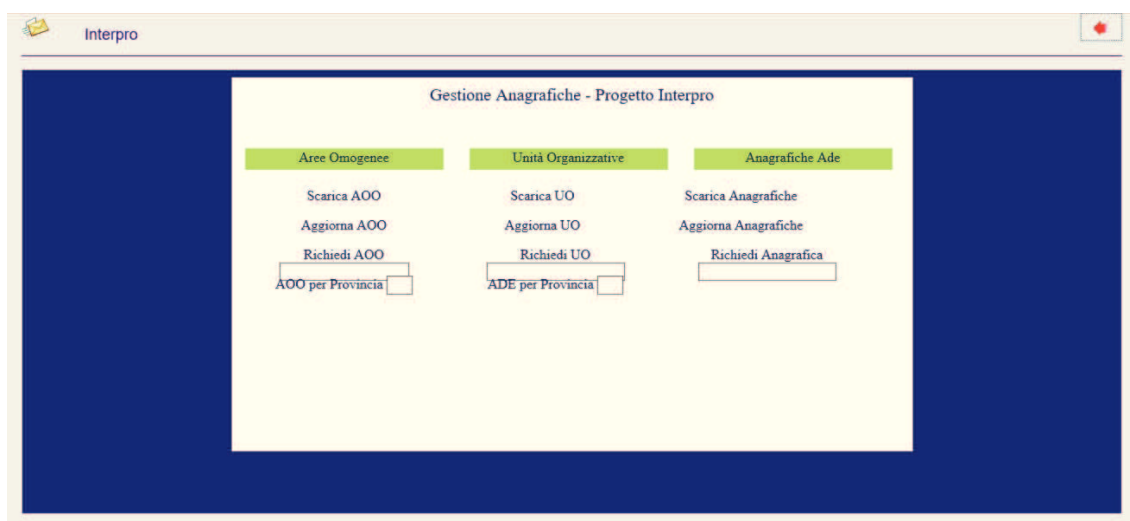 Interpro
Gestione Anagrafiche - Progetto Interpro
Aree Omogenee Unità Organizzative Anagrafiche Ade
Scarica AOO Scarica UO Scarica Anagrafiche
Aggiorna AOO Aggiorna UO Aggiorna Anagrafiche
Richiedi AOO Richiedi UO Richiedi Anagrafica
AOO per Provincia ADE per Provincia